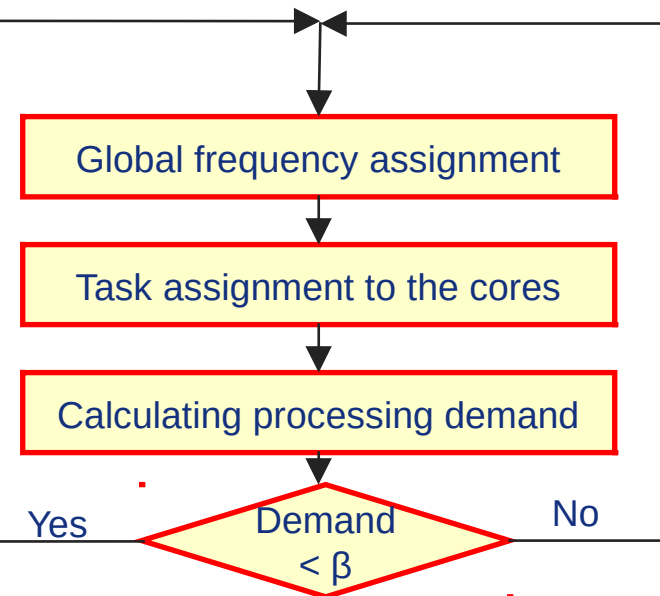 Global frequency assignment
Task assignment to the cores
Calculating processing demand
Yes
Demand
< β
No